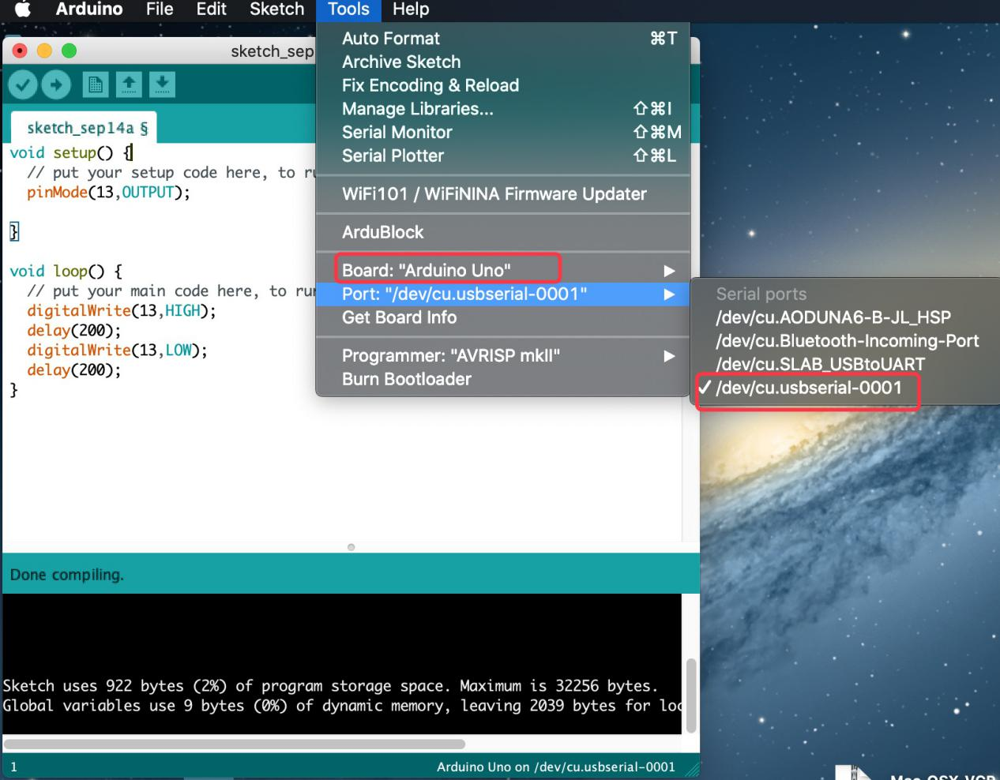 Arduino File Edit Sketch Tools Help
sketch_sep
sketch_sep14a §
void setup() {
// put your setup code here, to ru
pinMode(13,OUTPUT);
}
void loop() {
// put your main code here, to ru
digitalWrite(13,HIGH);
delay(200);
digitalWrite(13,LOW);
delay(200);
}
Auto Format ⌘T
Archive Sketch
Fix Encoding & Reload
Manage Libraries... ⇧⌘I
Serial Monitor ⇧⌘M
Serial Plotter ⇧⌘L
WiFi101 / WiFiNINA Firmware Updater
ArduBlock
Board: "Arduino Uno"
Port: "/dev/cu.usbserial-0001"
Get Board Info
Programmer: "AVRISP mkII"
Burn Bootloader
Serial ports
/dev/cu.AODUNA6-B-JL_HSP
/dev/cu.Bluetooth-Incoming-Port
/dev/cu.SLAB_USBtoUART
✓ /dev/cu.usbserial-0001
Done compiling.
Sketch uses 922 bytes (2%) of program storage space. Maximum is 32256 bytes.
Global variables use 9 bytes (0%) of dynamic memory, leaving 2039 bytes for loc
1 Arduino Uno on /dev/cu.usbserial-0001